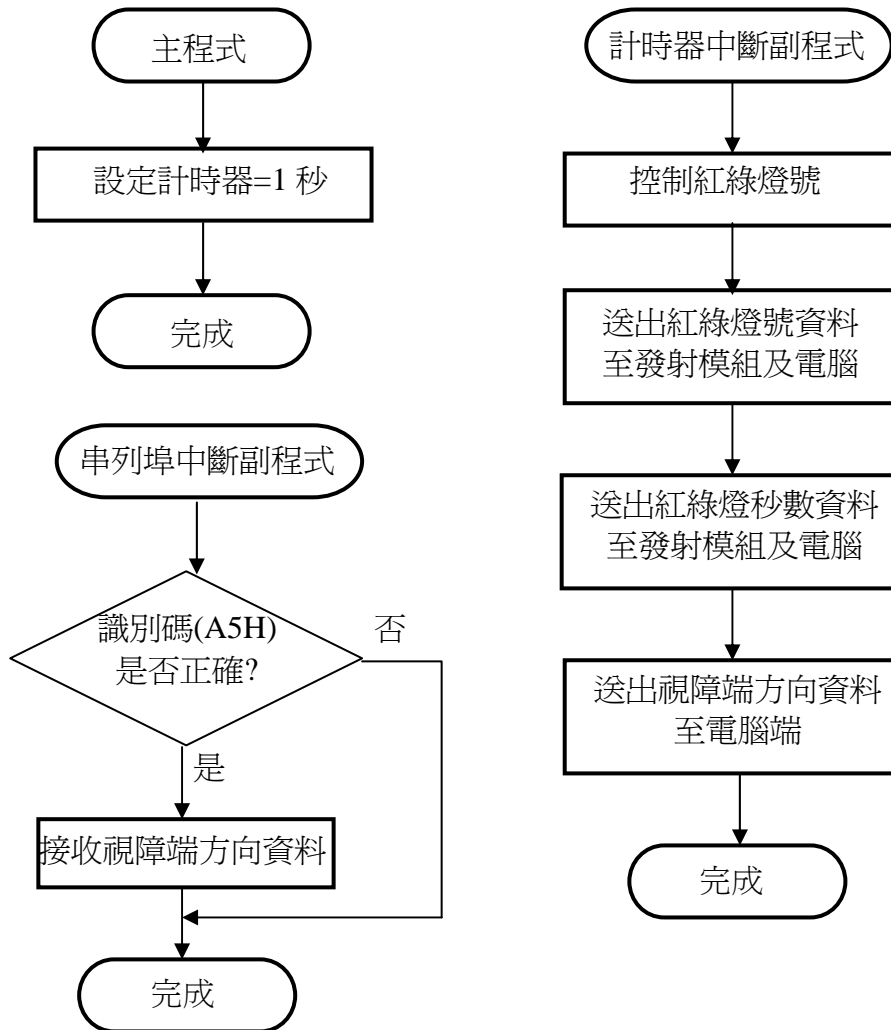 主程式
設定計時器=1 秒
完成
串列埠中斷副程式
識別碼(A5H)
是否正確?
否
是
接收視障端方向資料
完成
計時器中斷副程式
控制紅綠燈號
送出紅綠燈號資料
至發射模組及電腦
送出紅綠燈秒數資料
至發射模組及電腦
送出視障端方向資料
至電腦端
完成